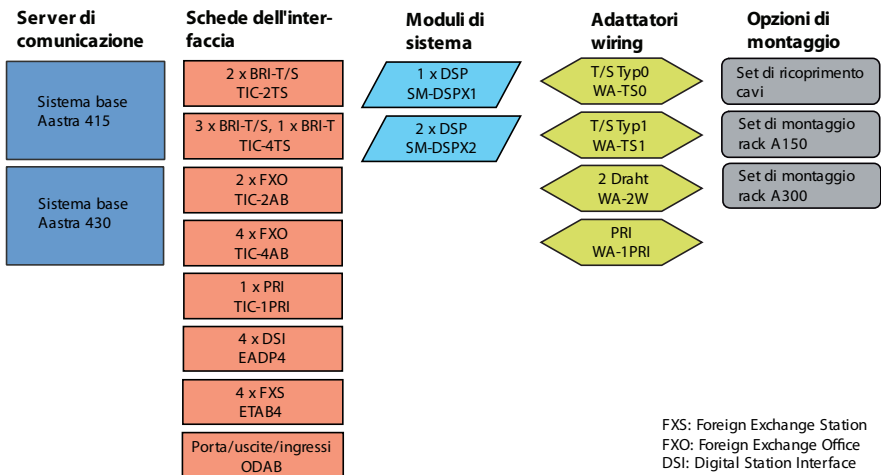 Server di
comunicazione
Sistema base
Aastra 415
Sistema base
Aastra 430
Schede dell'inter-
faccia
2 x BRI-T/S
TIC-2TS
3 x BRI-T/S, 1 x BRI-T
TIC-4TS
2 x FXO
TIC-2AB
4 x FXO
TIC-4AB
1 x PRI
TIC-1PRI
4 x DSI
EADP4
4 x FXS
ETAB4
Porta/uscite/ingressi
ODAB
Moduli di
sistema
1 x DSP
SM-DSPX1
2 x DSP
SM-DSPX2
Adattatori
wiring
T/S Typ0
WA-TS0
T/S Typ1
WA-TS1
2 Draht
WA-2W
PRI
WA-1PRI
Opzioni di
montaggio
Set di ricoprimento
cavi
Set di montaggio
rack A150
Set di montaggio
rack A300
FXS: Foreign Exchange Station
FXO: Foreign Exchange Office
DSI: Digital Station Interface